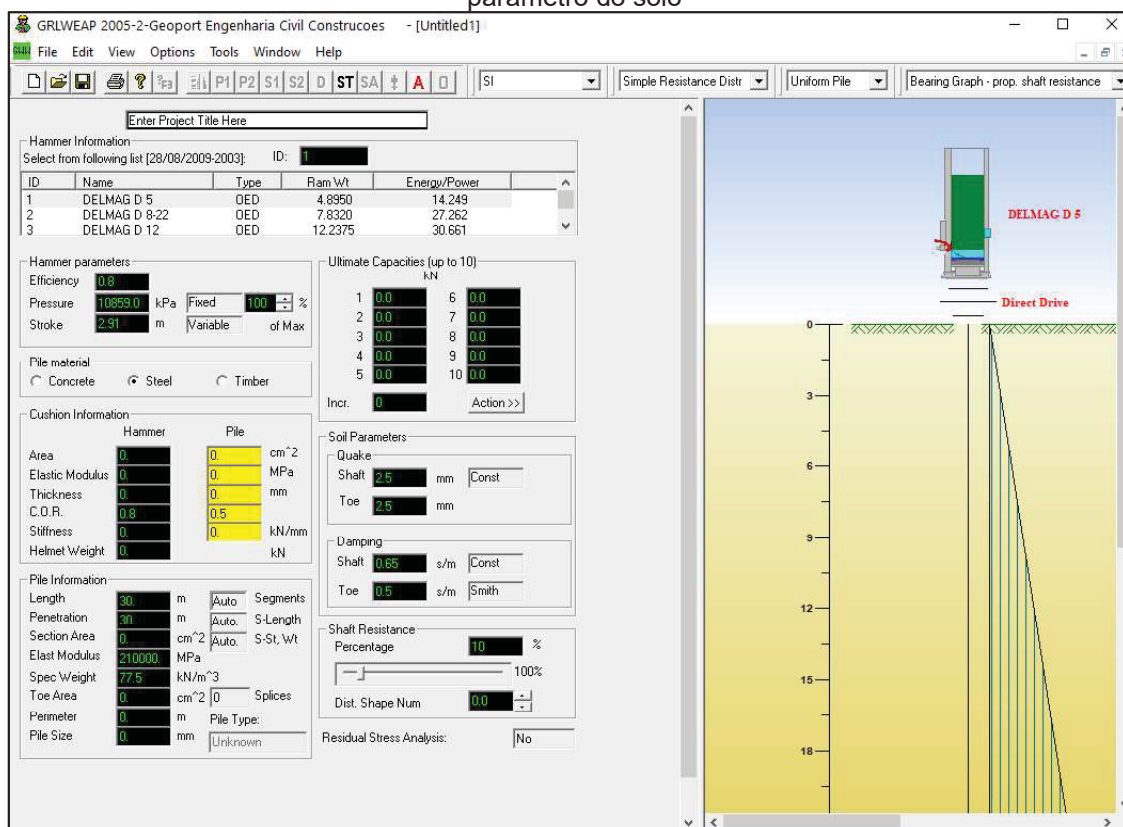 parâmetro do solo
GRLWEAP 2005-2-Geoport Engenharia Civil Construcoes - [Untitled1]
File Edit View Options Tools Window Help
P1 P2 S1 S2 D ST SA A O SI Simple Resistance Distr Uniform Pile Bearing Graph - prop. shaft resistance
Enter Project Title Here
Hammer Information
Select from following list [28/08/2009-2003]: ID: 1
ID Name Type Ram Wt Energy/Power
1 DELMAG D 5 OED 4.8950 14.249
2 DELMAG D 8-22 OED 7.8320 27.262
3 DELMAG D 12 OED 12.2375 30.661
Hammer parameters
Efficiency 0.8
Pressure 10859.0 kPa Fixed 100 %
Stroke 2.91 m Variable of Max
Pile material
Concrete Steel Timber
Cushion Information
Hammer Pile
Area 0. 0. cm^2
Elastic Modulus 0. 0. MPa
Thickness 0. 0. mm
C.O.R. 0.8 0.5
Stiffness 0. 0. kN/mm
Helmet Weight 0. kN
Pile Information
Length 30. m Auto Segments
Penetration 30 m Auto. S-Length
Section Area 0. cm^2 Auto. S-St, Wt
Elast Modulus 210000. MPa
Spec Weight 77.5 kN/m^3
Toe Area 0. cm^2 0 Splices
Perimeter 0. m Pile Type:
Pile Size 0. mm Unknown
Ultimate Capacities (up to 10)
kN
1 0.0 6 0.0
2 0.0 7 0.0
3 0.0 8 0.0
4 0.0 9 0.0
5 0.0 10 0.0
Incr. 0 Action >>
Soil Parameters
Quake
Shaft 2.5 mm Const
Toe 2.5 mm
Damping
Shaft 0.65 s/m Const
Toe 0.5 s/m Smith
Shaft Resistance
Percentage 10 %
100%
Dist. Shape Num 0.0
Residual Stress Analysis: No
DELMAG D 5
Direct Drive
0
3
6
9
12
15
18